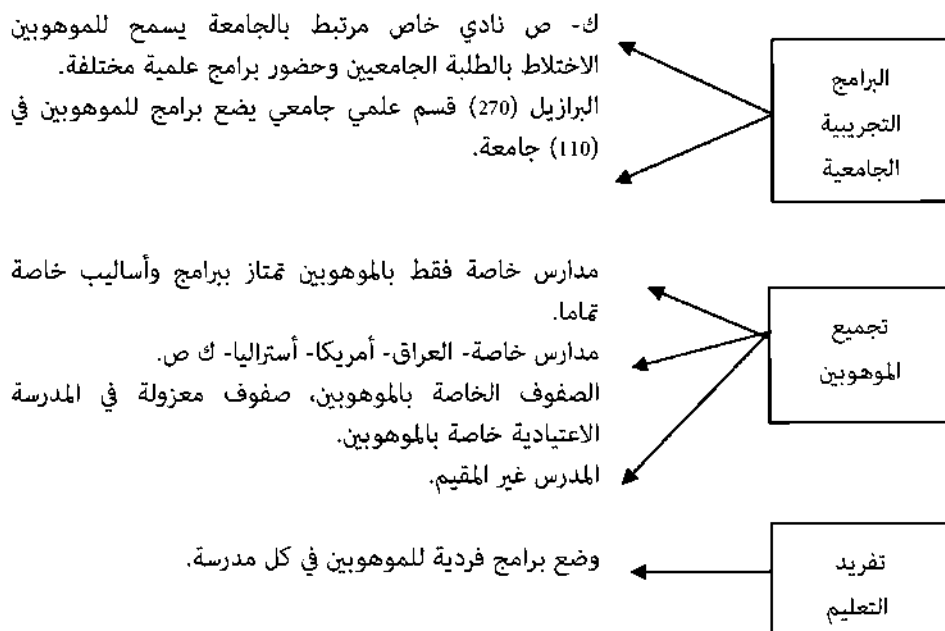 البرامج
التجريبية
الجامعية
ك- ص نادي خاص مرتبط بالجامعة يسمح للموهوبين
الاختلاط بالطلبة الجامعيين وحضور برامج علمية مختلفة.
البرازيل (270) قسم علمي جامعي يضع برامج للموهوبين في
(110) جامعة.
تجميع
الموهوبين
مدارس خاصة فقط بالموهوبين تمتاز ببرامج وأساليب خاصة
تماما.
مدارس خاصة- العراق- أمريكا- أستراليا- ك ص.
الصفوف الخاصة بالموهوبين، صفوف معزولة في المدرسة
الاعتيادية خاصة بالموهوبين.
المدرس غير المقيم.
تفريد
التعليم
وضع برامج فردية للموهوبين في كل مدرسة.